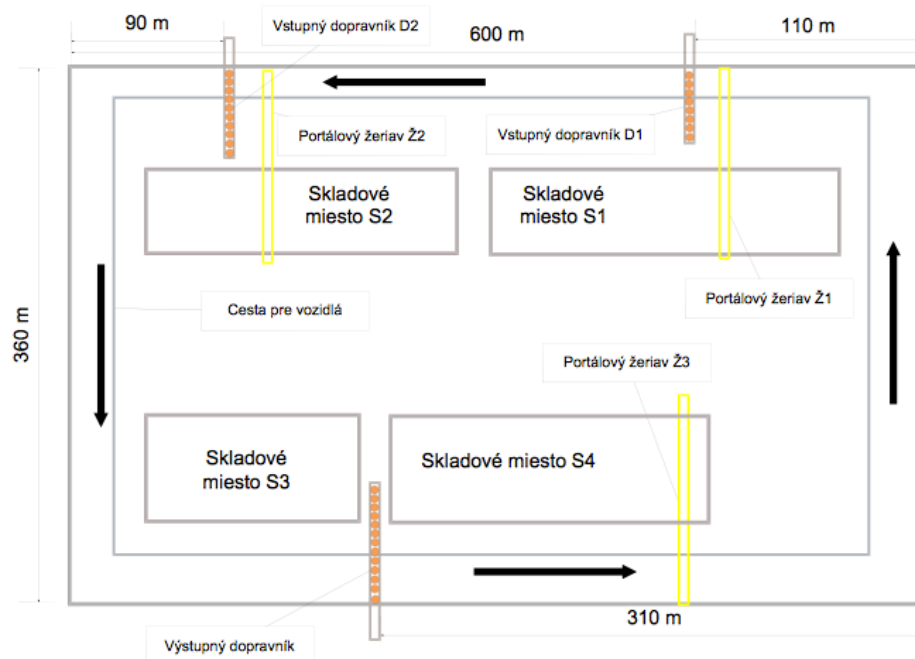 90 m
Vstupný dopravník D2
600 m
110 m
Portálový žeriav Ž2
Vstupný dopravník D1
Skladové
miesto S2
Skladové
miesto S1
Cesta pre vozidlá
Portálový žeriav Ž1
360 m
Portálový žeriav Ž3
Skladové
miesto S3
Skladové miesto S4
310 m
Výstupný dopravník